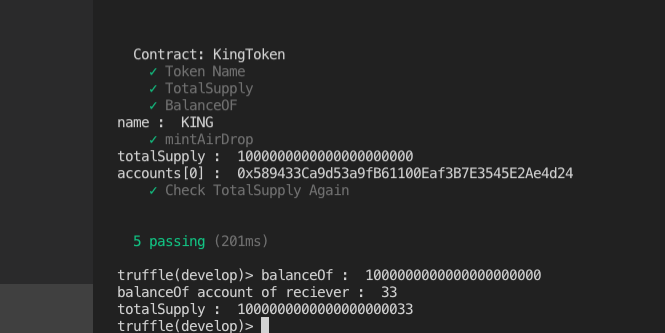 Contract: KingToken
✓ Token Name
✓ TotalSupply
✓ BalanceOF
name :  KING
✓ mintAirDrop
totalSupply :  1000000000000000000000
accounts[0] :  0x589433Ca9d53a9fB61100Eaf3B7E3545E2Ae4d24
✓ Check TotalSupply Again
5 passing (201ms)
truffle(develop)> balanceOf :  1000000000000000000000
balanceOf account of reciever :  33
totalSupply :  1000000000000000000033
truffle(develop)>